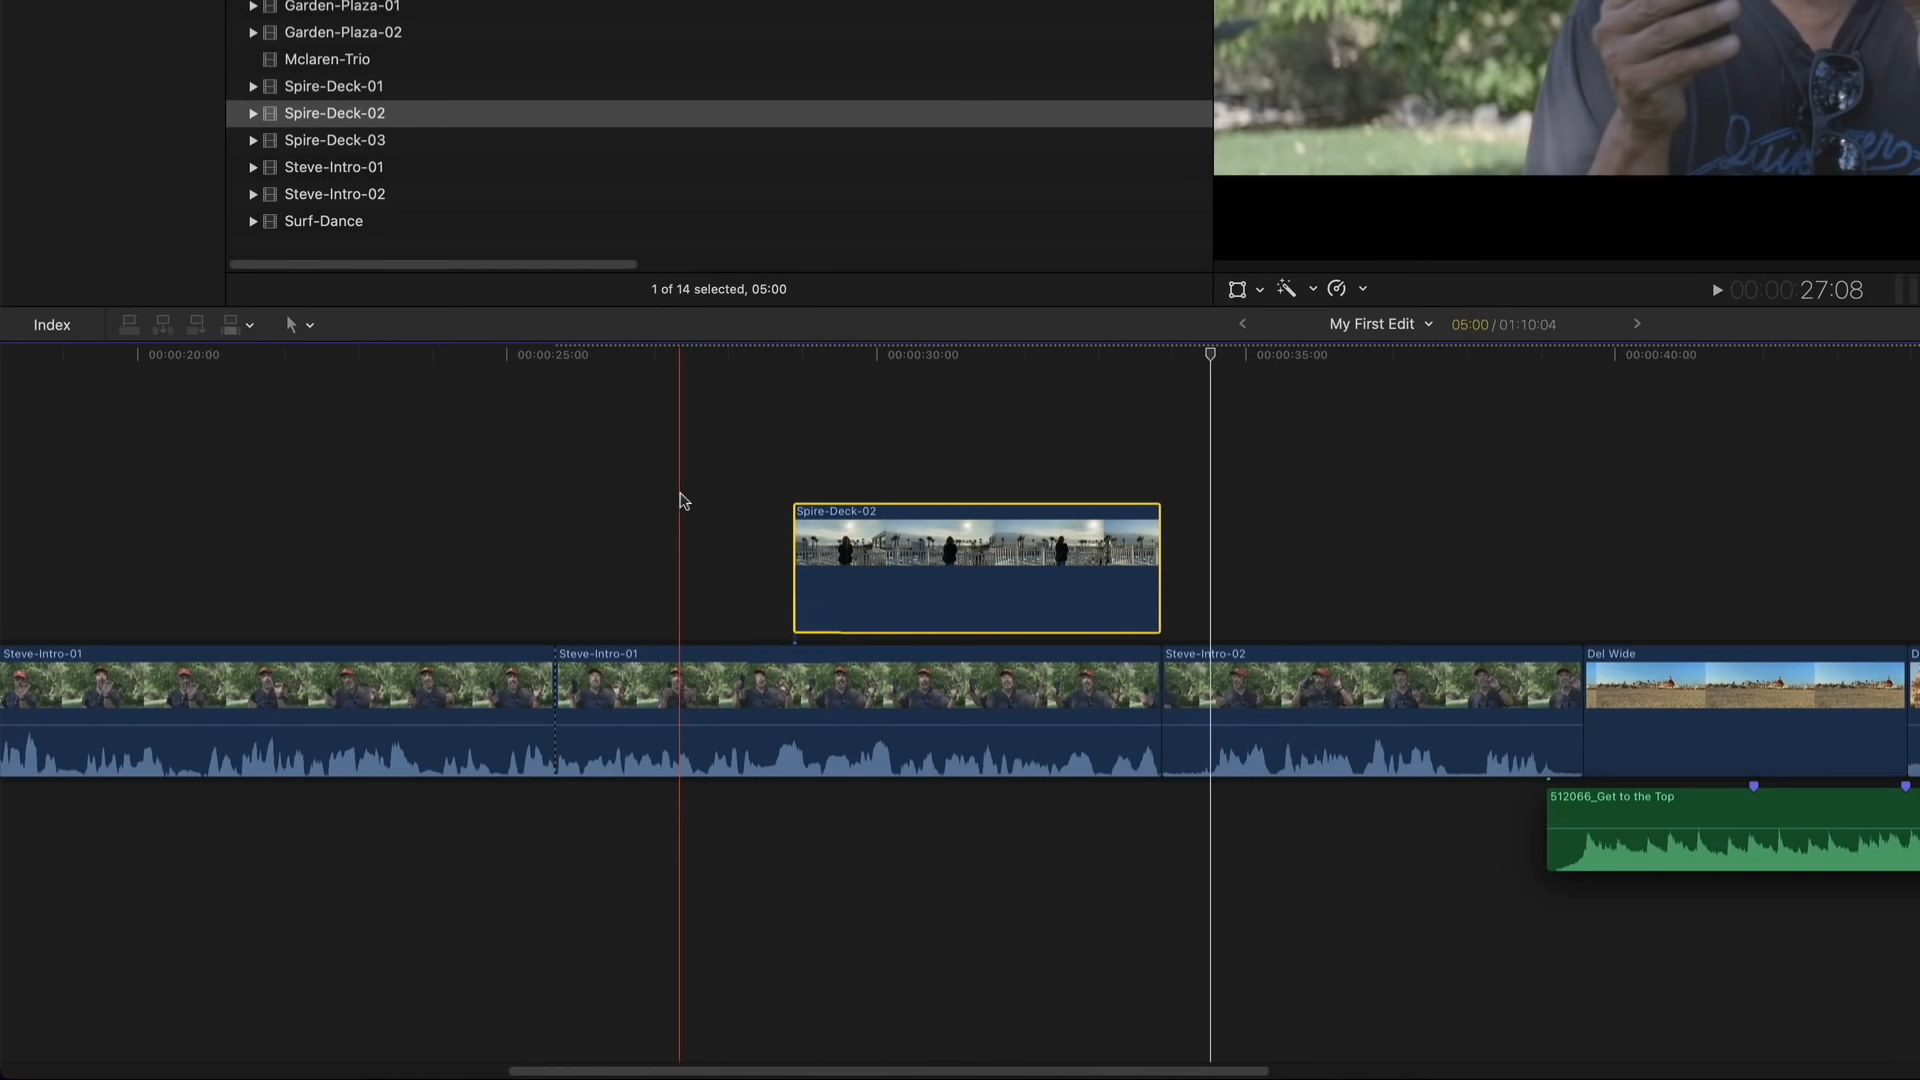 Garden-Plaza-01
Garden-Plaza-02
Mclaren-Trio
Spire-Deck-01
Spire-Deck-02
Spire-Deck-03
Steve-Intro-01
Steve-Intro-02
Surf-Dance
1 of 14 selected, 05:00
00:00:27:08
Index
My First Edit
05:00 / 01:10:04
00:00:20:00
00:00:25:00
00:00:30:00
00:00:35:00
00:00:40:00
Spire-Deck-02
Steve-Intro-01
Steve-Intro-01
Steve-Intro-02
Del Wide
D
512066_Get to the Top